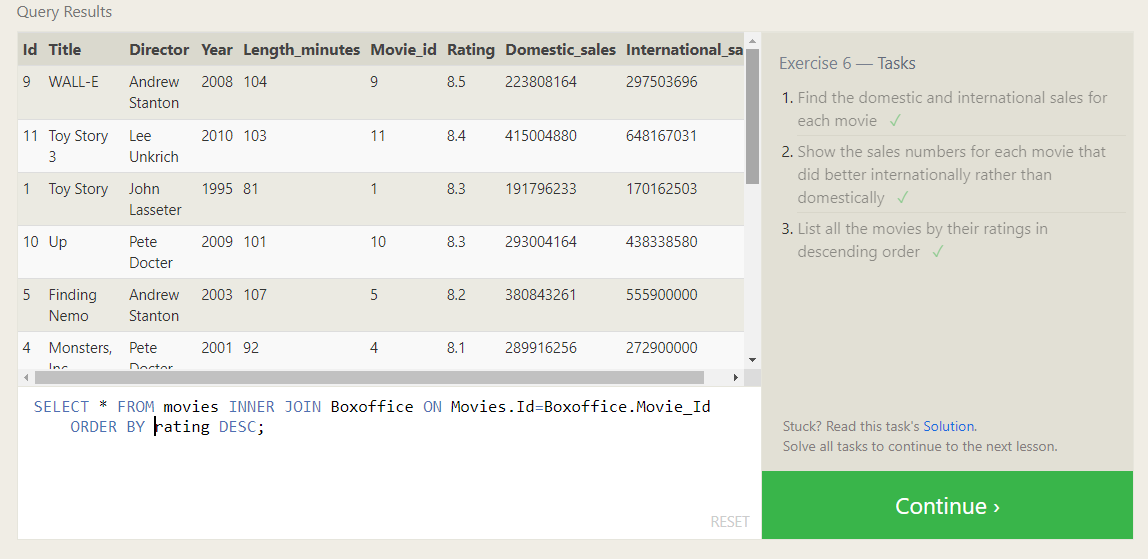 Query Results
Id Title Director Year Length_minutes Movie_id Rating Domestic_sales International_sa
9 WALL-E Andrew 2008 104 9 8.5 223808164 297503696
Stanton
11 Toy Story Lee 2010 103 11 8.4 415004880 648167031
3 Unkrich
1 Toy Story John 1995 81 1 8.3 191796233 170162503
Lasseter
10 Up Pete 2009 101 10 8.3 293004164 438338580
Docter
5 Finding Andrew 2003 107 5 8.2 380843261 555900000
Nemo Stanton
4 Monsters, Pete 2001 92 4 8.1 289916256 272900000
Inc. Docter
SELECT * FROM movies INNER JOIN Boxoffice ON Movies.Id=Boxoffice.Movie_Id
ORDER BY rating DESC;
RESET
Exercise 6 — Tasks
1. Find the domestic and international sales for
each movie ✓
2. Show the sales numbers for each movie that
did better internationally rather than
domestically ✓
3. List all the movies by their ratings in
descending order ✓
Stuck? Read this task's Solution.
Solve all tasks to continue to the next lesson.
Continue ›